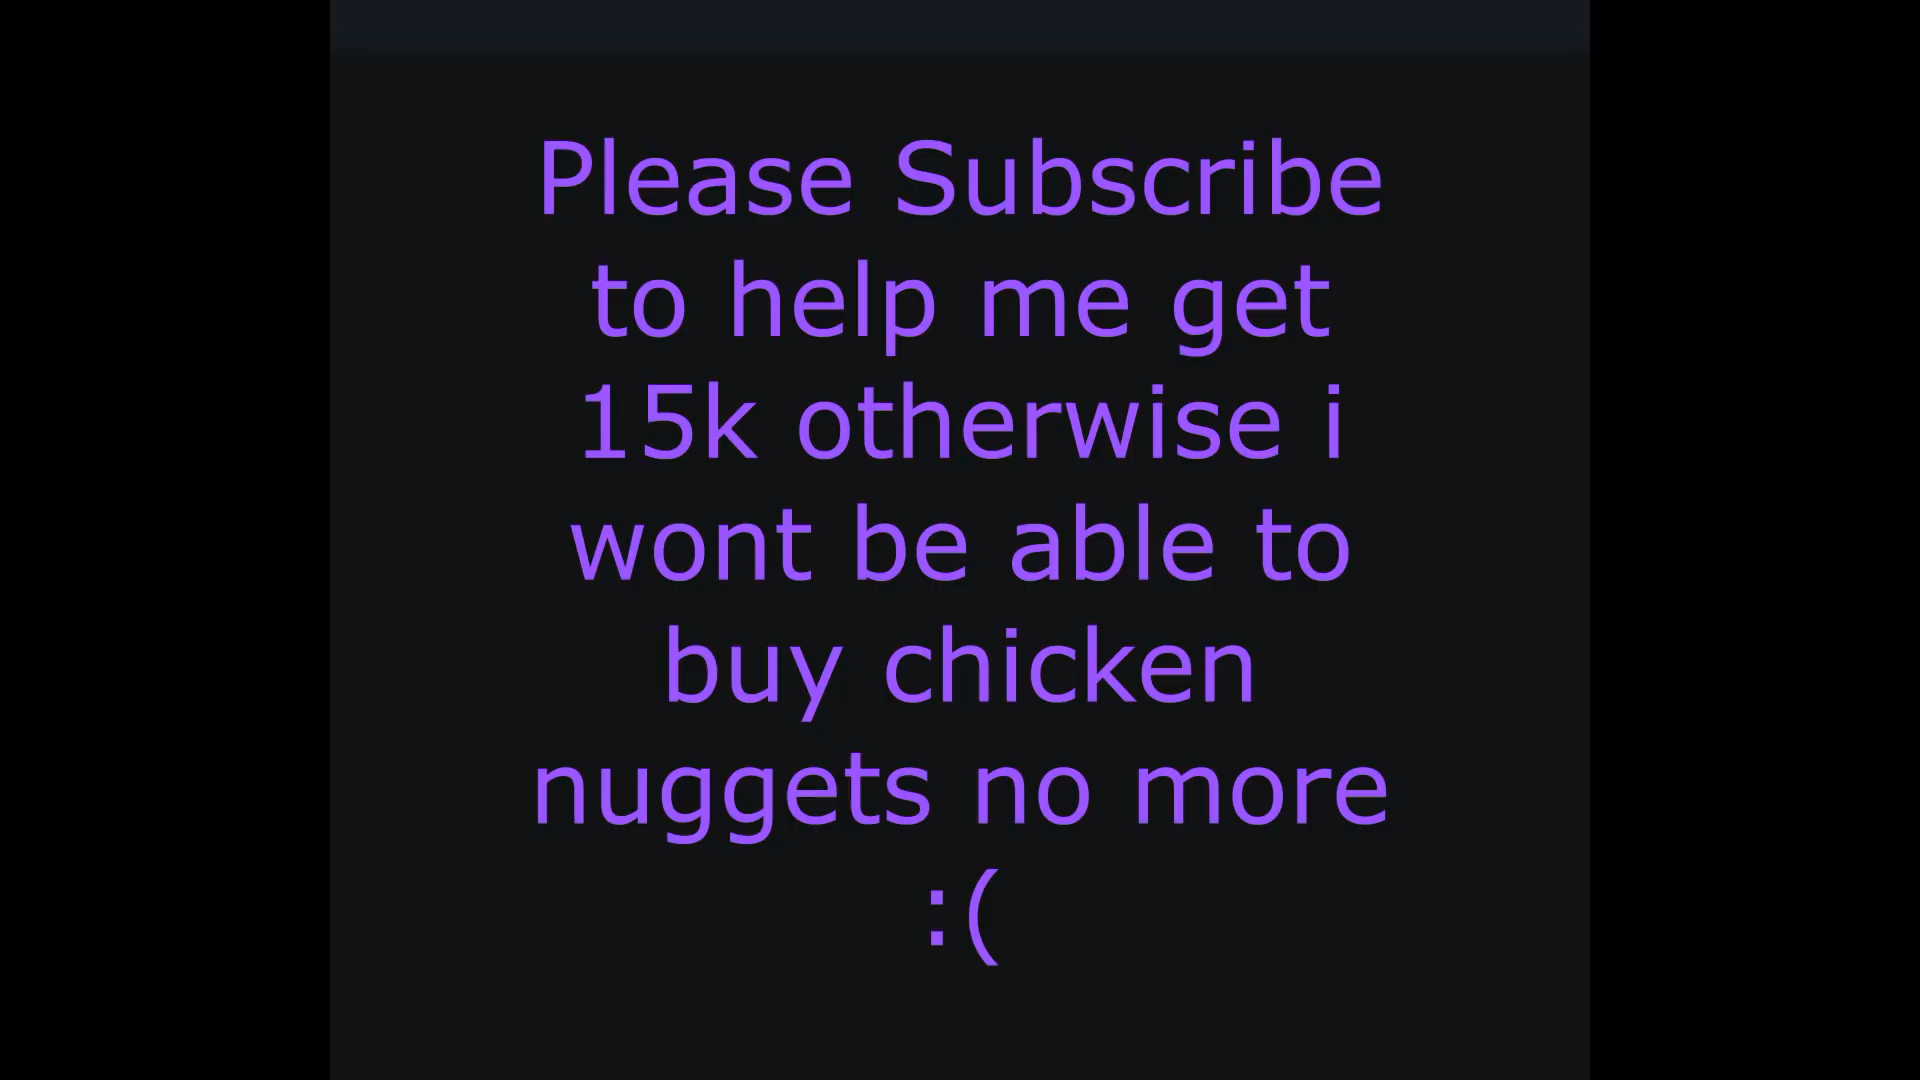 Please Subscribe
to help me get
15k otherwise i
wont be able to
buy chicken
nuggets no more
:(